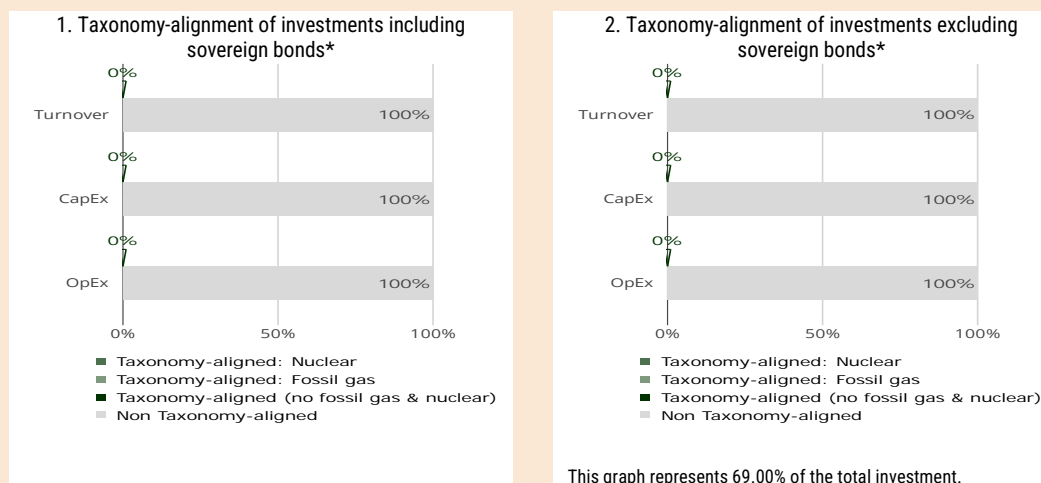 1. Taxonomy-alignment of investments including
sovereign bonds*
0%
Turnover 100%
0%
CapEx 100%
0%
OpEx 100%
0% 50% 100%
Taxonomy-aligned: Nuclear
Taxonomy-aligned: Fossil gas
Taxonomy-aligned (no fossil gas & nuclear)
Non Taxonomy-aligned
2. Taxonomy-alignment of investments excluding
sovereign bonds*
0%
Turnover 100%
0%
CapEx 100%
0%
OpEx 100%
0% 50% 100%
Taxonomy-aligned: Nuclear
Taxonomy-aligned: Fossil gas
Taxonomy-aligned (no fossil gas & nuclear)
Non Taxonomy-aligned
This graph represents 69.00% of the total investment.